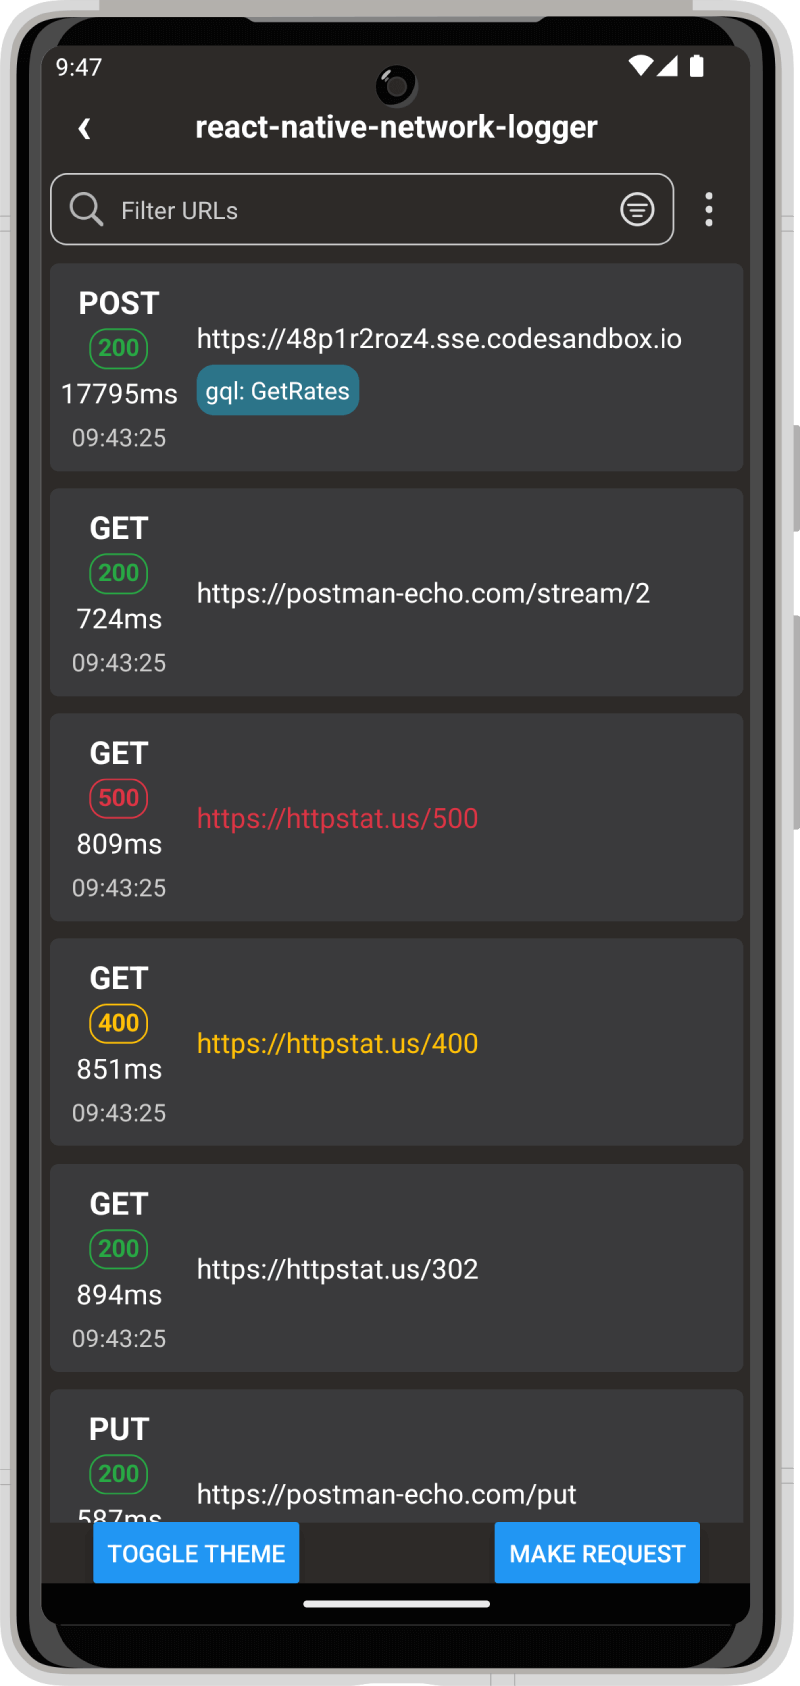 9:47
react-native-network-logger
Filter URLs
POST
200
17795ms
09:43:25
https://48p1r2roz4.sse.codesandbox.io
gql: GetRates
GET
200
724ms
09:43:25
https://postman-echo.com/stream/2
GET
500
809ms
09:43:25
https://httpstat.us/500
GET
400
851ms
09:43:25
https://httpstat.us/400
GET
200
894ms
09:43:25
https://httpstat.us/302
PUT
200
587ms
https://postman-echo.com/put
TOGGLE THEME
MAKE REQUEST